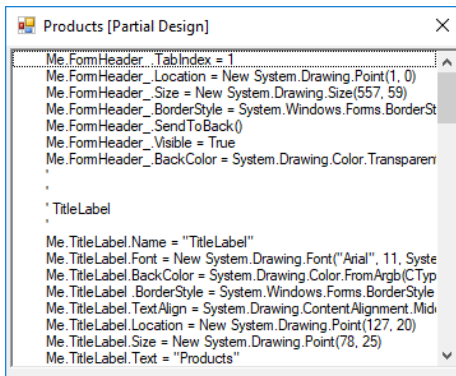 Products [Partial Design]
Me.FormHeader_.TabIndex = 1
Me.FormHeader_.Location = New System.Drawing.Point(1, 0)
Me.FormHeader_.Size = New System.Drawing.Size(557, 59)
Me.FormHeader_.BorderStyle = System.Windows.Forms.BorderSt
Me.FormHeader_.SendToBack()
Me.FormHeader_.Visible = True
Me.FormHeader_.BackColor = System.Drawing.Color.Transparen
'
'
' TitleLabel
'
Me.TitleLabel.Name = "TitleLabel"
Me.TitleLabel.Font = New System.Drawing.Font("Arial", 11, Syste
Me.TitleLabel.BackColor = System.Drawing.Color.FromArgb(CTyp
Me.TitleLabel .BorderStyle = System.Windows.Forms.BorderStyle
Me.TitleLabel.TextAlign = System.Drawing.ContentAlignment.Midd
Me.TitleLabel.Location = New System.Drawing.Point(127, 20)
Me.TitleLabel.Size = New System.Drawing.Point(78, 25)
Me.TitleLabel.Text = "Products"